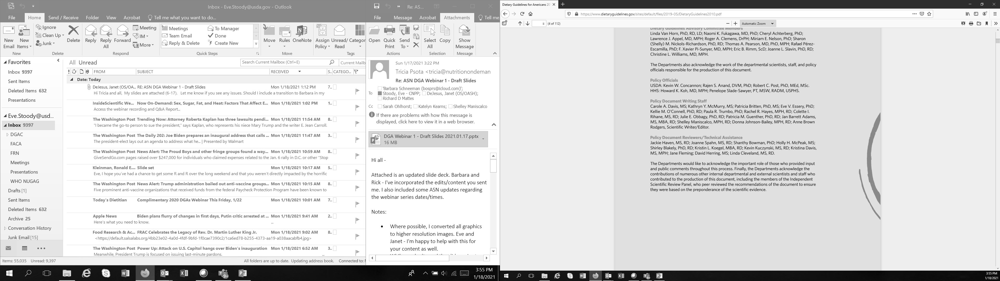 Inbox - Eve.Stoody@usda.gov - Outlook
File Home Send / Receive Folder View Acrobat Tell me what you want to do...
New Email
New Items
New
Ignore
Clean Up
Junk
Delete
Delete
Reply
Reply All
Forward
Meeting
IM
More
Respond
Meetings
Team Email
Reply & Delete
To Manager
Done
Create New
Quick Steps
Move
Rules
OneNote
Move
Assign Policy
Unread/ Read
Categor
Tags
Favorites
Inbox 9397
Sent Items
Deleted Items 632
Presentations
Eve.Stoody@usd...
Inbox 9397
DGAC
FACA
FRN
Meetings
Presentations
WHO NUGAG
Drafts [1]
Sent Items
Deleted Items 632
Archive 25
Conversation History
Junk Email [15]
All Unread
Search Current Mailbox (Ctrl+E)
Current Mailb
! FROM SUBJECT RECEIVED S.. CATEGO...
Date: Today
DeJesus, Janet (OS/OA... RE: ASN DGA Webinar 1 - Draft Slides Mon 1/18/2021 1:12 PM 7..
Hi Tricia and all, My slides are attached (6-17). Let me know if you see any issues. Should I include a transition to Barbara in my
InsideScientific We... Now On-Demand: Sex, Sugar, Fat, and Heat: Factors That Affect E... Mon 1/18/2021 1:02 PM 1..
Access the webinar recording and Q&A Report...
The Washington Post Trending Now: Attorney Roberta Kaplan has three lawsuits pendi... Mon 1/18/2021 11:54 AM 8..
"I became the go-to person to sue the president," says Kaplan, who represents his niece Mary Trump and the writer E. Jean Carroll.
The Washington Post The Daily 202: Joe Biden prepares an inaugural address that calls ... Mon 1/18/2021 11:47 AM 3..
The president-elect lays out an agenda to address what he... | Presented by Walmart
The Washington Post News Alert: The Proud Boys and other fringe groups found a way... Mon 1/18/2021 10:59 AM 8..
GiveSendGo.com pages raised over $247,000 for individuals who claimed expenses related to the Jan. 6 rally in D.C. or other "Stop
Kleinman, Ronald E.... Slide set Mon 1/18/2021 10:17 AM 5..
Eve, I hope you've had a chance to get some R and R over the long weekend and that you weren't directly impacted by the horrific
The Washington Post News Alert: Trump administration bailed out anti-vaccine groups... Mon 1/18/2021 10:15 AM 8..
Five prominent anti-vaccine organizations that received funds from the federal Paycheck Protection Program have been known to
Today's Dietitian Complimentary 2020 DGAs Webinar This Friday, 1/22 Mon 1/18/2021 10:01 AM 7..
Apple News Biden plans flurry of changes in first days, Putin critic arrested at ... Mon 1/18/2021 9:41 AM 2..
Here's what you need to know. ...
Food Research & Ac... FRAC Celebrates the Legacy of Rev. Dr. Martin Luther King Jr. Mon 1/18/2021 9:02 AM 8..
<https://default.salsalabs.org/4bb23e02-4a0d-4fdf-9bfd-1f0cae7390c2/1ca6ed78-b255-4373-aa19-a038aacabfb4.jpg>
The Washington Post Power Up: Attack on U.S. Capitol hangs over Biden's inauguration Mon 1/18/2021 6:52 AM 3..
Meanwhile, President Trump is focused on issuing last-minute pardons. ...
Items: 55,035 Unread: 9,397 All folders are up to date. Updating address book. Connected to:
Re: AS...
File Message Acrobat Attachments Tell me
Open
Quick Print
Send To
Actions
Select All
Copy
Selection
Show Message
Message
Sun 1/17/2021 3:22 PM
Tricia Psota <tricia@nutritionondeman
Re: ASN DGA Webinar 1 - Draft Slides
'Barbara Schneeman (bosprs@icloud.com)';
To Stoody, Eve - CNPP; DeJesus, Janet (OS/OASH);
Richard D Mattes
Cc Sarah Ohlhorst; Katelyn Kearns; Shelley Maniscalco
If there are problems with how this message is
displayed, click here to view it in a web browser.
DGA Webinar 1 - Draft Slides 2021.01.17.pptx
16 MB
Hi all -
Attached is an updated slide deck. Barbara and
Rick - I've incorporated the edits/content you sent
me. I also included some ASN updates regarding
the webinar series dates/times.
Notes:
• Where possible, I converted all graphics
to higher resolution images. Eve and
Janet - I'm happy to help with this for
your content as well.
3:55 PM
1/18/2021
Dietary Guidelines for Americans 20
https://www.dietaryguidelines.gov/sites/default/files/2019-05/DietaryGuidelines2010.pdf
ii (4 of 112) Automatic Zoom
Dietary Guidelines Advisory Committee Members
Linda Van Horn, PhD, RD, LD; Naomi K. Fukagawa, MD, PhD; Cheryl Achterberg, PhD;
Lawrence J. Appel, MD, MPH; Roger A. Clemens, DrPH; Miriam E. Nelson, PhD; Sharon
(Shelly) M. Nickols-Richardson, PhD, RD; Thomas A. Pearson, MD, PhD, MPH; Rafael Pérez-
Escamilla, PhD; F. Xavier Pi-Sunyer, MD, MPH; Eric B. Rimm, ScD; Joanne L. Slavin, PhD, RD;
Christine L. Williams, MD, MPH.
The Departments also acknowledge the work of the departmental scientists, staff, and policy
officials responsible for the production of this document.
Policy Officials
USDA: Kevin W. Concannon; Rajen S. Anand, DVM, PhD; Robert C. Post, PhD, MEd, MSc.
HHS: Howard K. Koh, MD, MPH; Penelope Slade-Sawyer, PT, MSW, RADM, USPHS.
Policy Document Writing Staff
Carole A. Davis, MS; Kathryn Y. McMurry, MS; Patricia Britten, PhD, MS; Eve V. Essery, PhD;
Kellie M. O'Connell, PhD, RD; Paula R. Trumbo, PhD; Rachel R. Hayes, MPH, RD; Colette I.
Rihane, MS, RD; Julie E. Obbagy, PhD, RD; Patricia M. Guenther, PhD, RD; Jan Barrett Adams,
MS, MBA, RD; Shelley Maniscalco, MPH, RD; Donna Johnson-Bailey, MPH, RD; Anne Brown
Rodgers, Scientific Writer/Editor.
Policy Document Reviewers/Technical Assistance
Jackie Haven, MS, RD; Joanne Spahn, MS, RD; Shanthy Bowman, PhD; Holly H. McPeak, MS;
Shirley Blakely, PhD, RD; Kristin L. Koegel, MBA, RD; Kevin Kuczynski, MS, RD; Kristina Davis,
MS, MPH; Jane Fleming; David Herring, MS; Linda Cleveland, MS, RD.
The Departments would like to acknowledge the important role of those who provided input
and public comments throughout this process. Finally, the Departments acknowledge the
contributions of numerous other internal departmental and external scientists and staff who
contributed to the production of this document, including the members of the Independent
Scientific Review Panel, who peer reviewed the recommendations of the document to ensure
they were based on the preponderance of the scientific evidence.
3:55 PM
1/18/2021